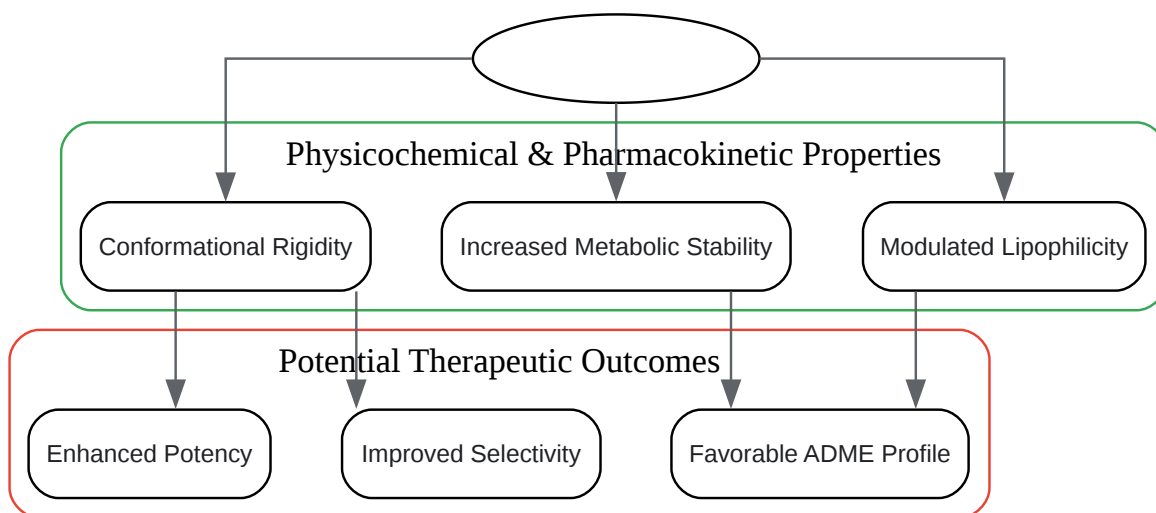 Physicochemical & Pharmacokinetic Properties
Conformational Rigidity
Increased Metabolic Stability
Modulated Lipophilicity
Potential Therapeutic Outcomes
Enhanced Potency
Improved Selectivity
Favorable ADME Profile